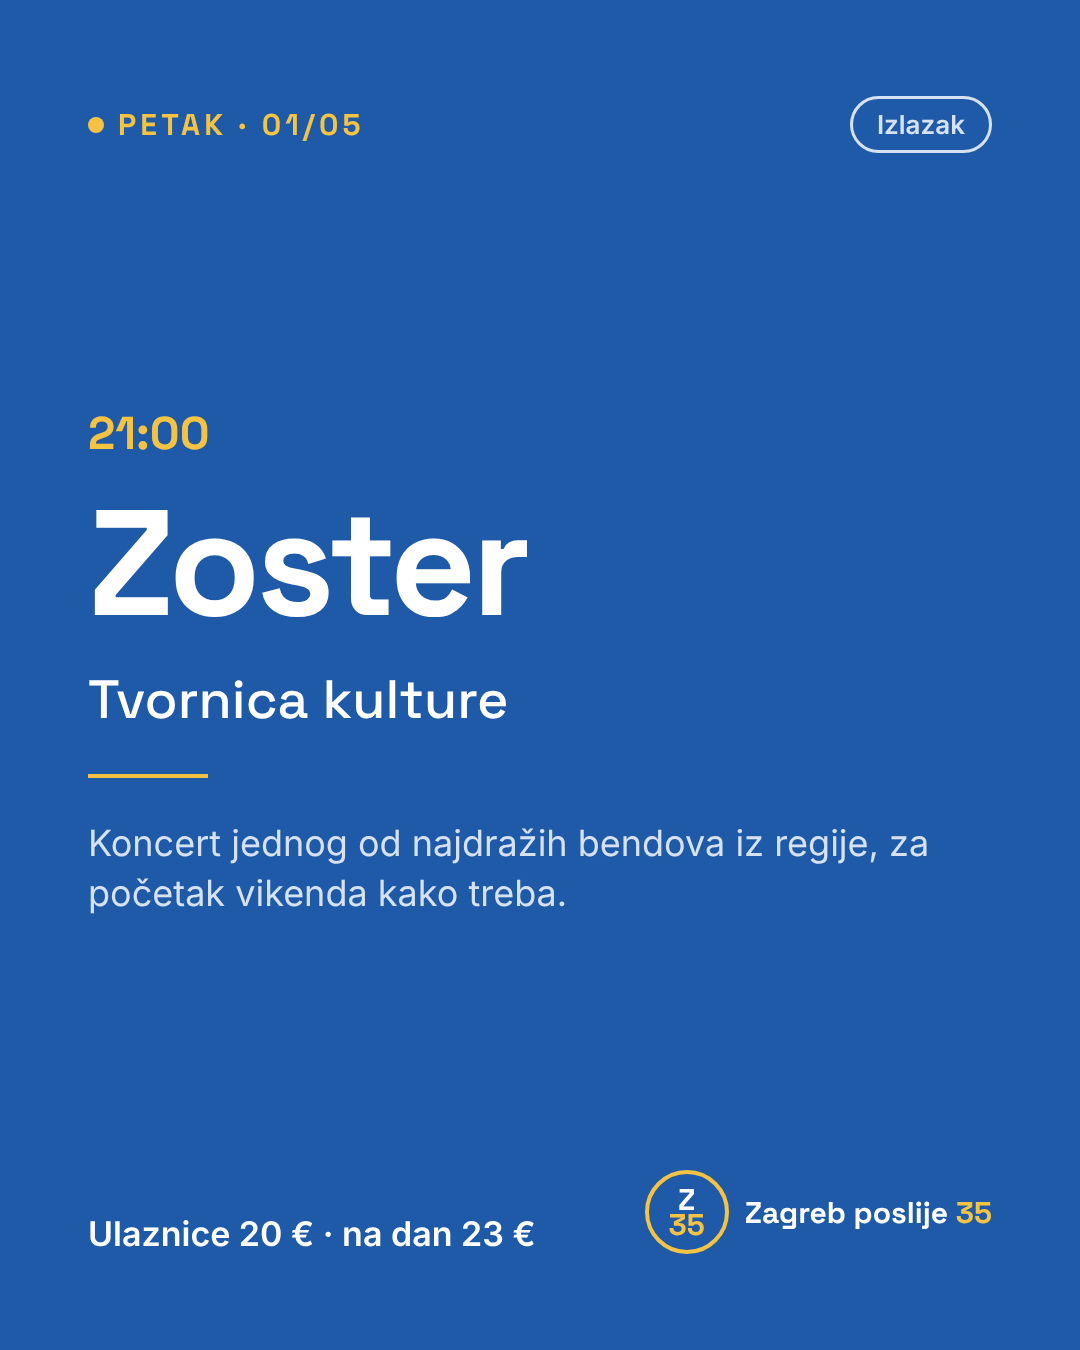 PETAK · 01/05
Izlazak
21:00
Zoster
Tvornica kulture
Koncert jednog od najdražih bendova iz regije, za
početak vikenda kako treba.
Ulaznice 20 € · na dan 23 €
Z
35
Zagreb poslije 35